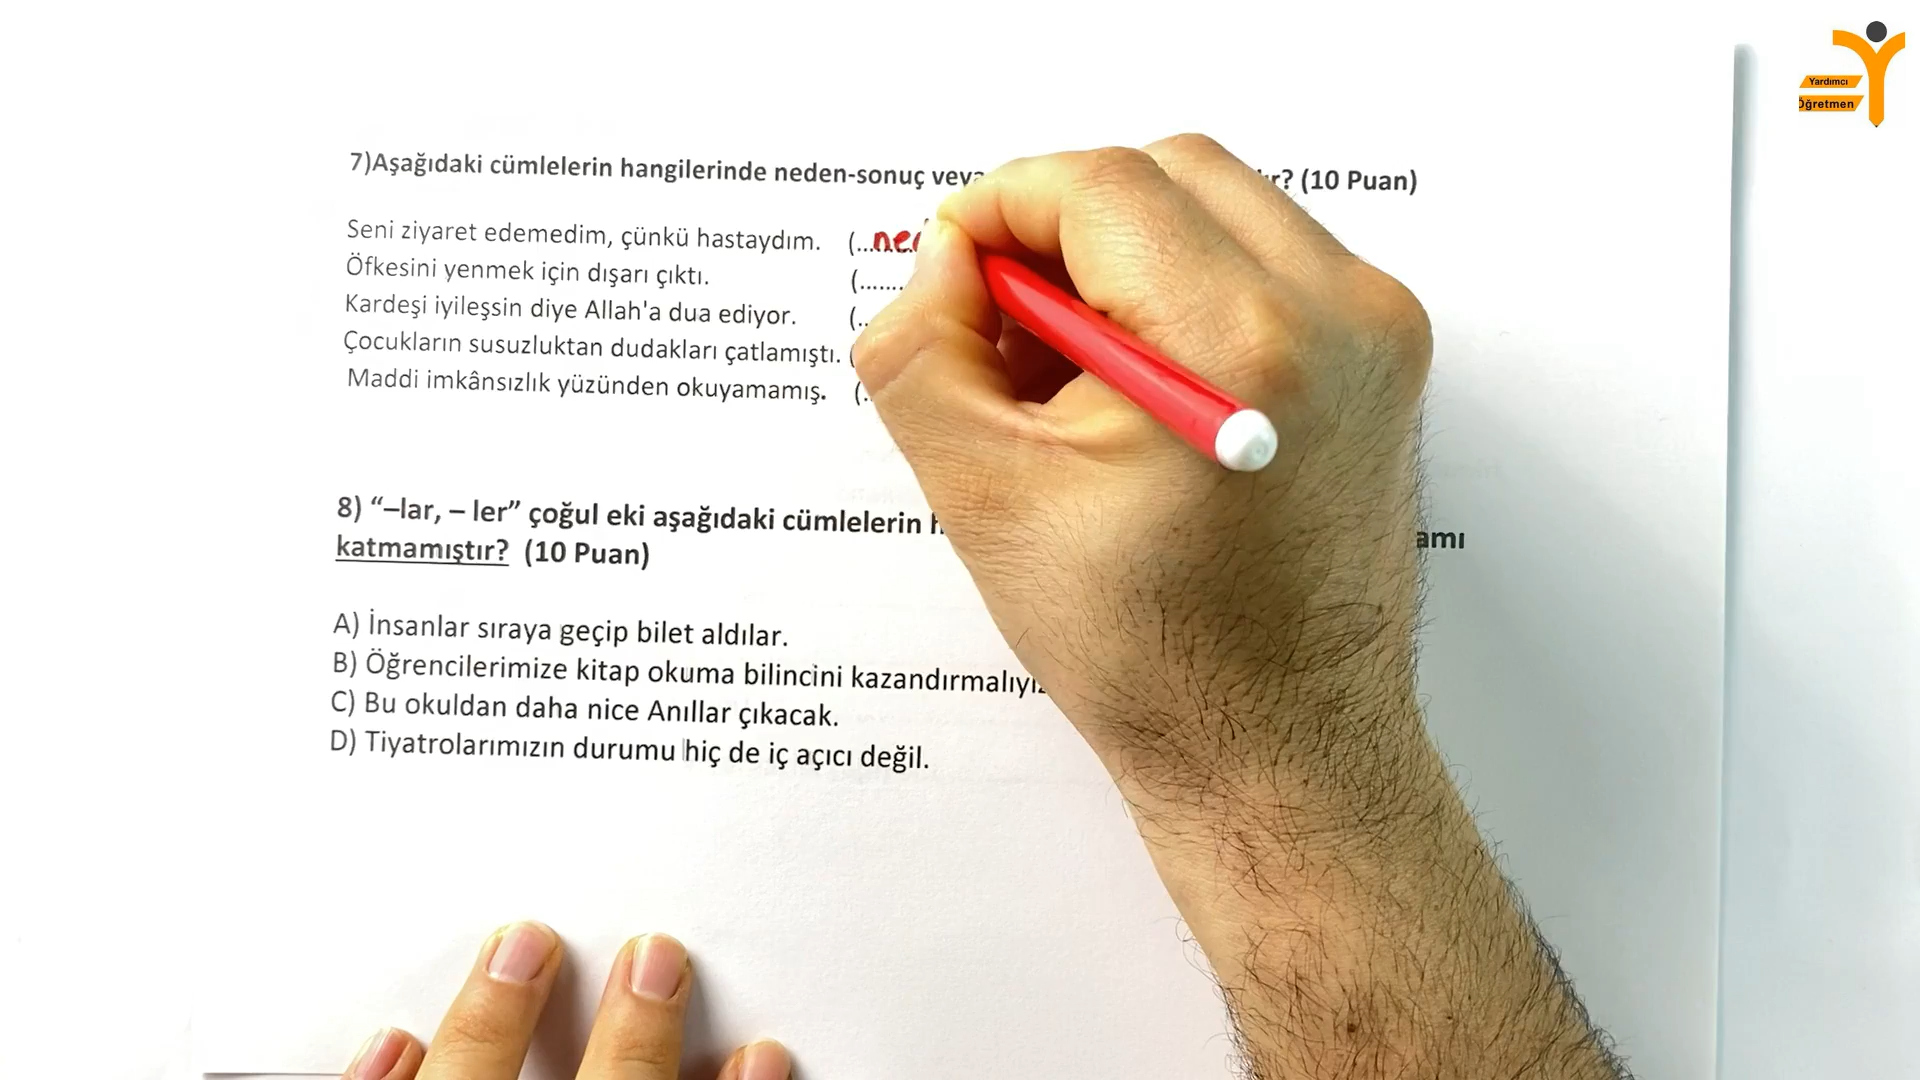 Yardımcı
Öğretmen
7)Aşağıdaki cümlelerin hangilerinde neden-sonuç veya ? (10 Puan)
Seni ziyaret edemedim, çünkü hastaydım. (...
Öfkesini yenmek için dışarı çıktı. (.......
Kardeşi iyileşsin diye Allah'a dua ediyor. (..
Çocukların susuzluktan dudakları çatlamıştı. (
Maddi imkânsızlık yüzünden okuyamamış. (..
8) “–lar, – ler” çoğul eki aşağıdaki cümlelerin
katmamıştır? (10 Puan)
A) İnsanlar sıraya geçip bilet aldılar.
B) Öğrencilerimize kitap okuma bilincini kazandırmalıyız
C) Bu okuldan daha nice Anıllar çıkacak.
D) Tiyatrolarımızın durumu hiç de iç açıcı değil.